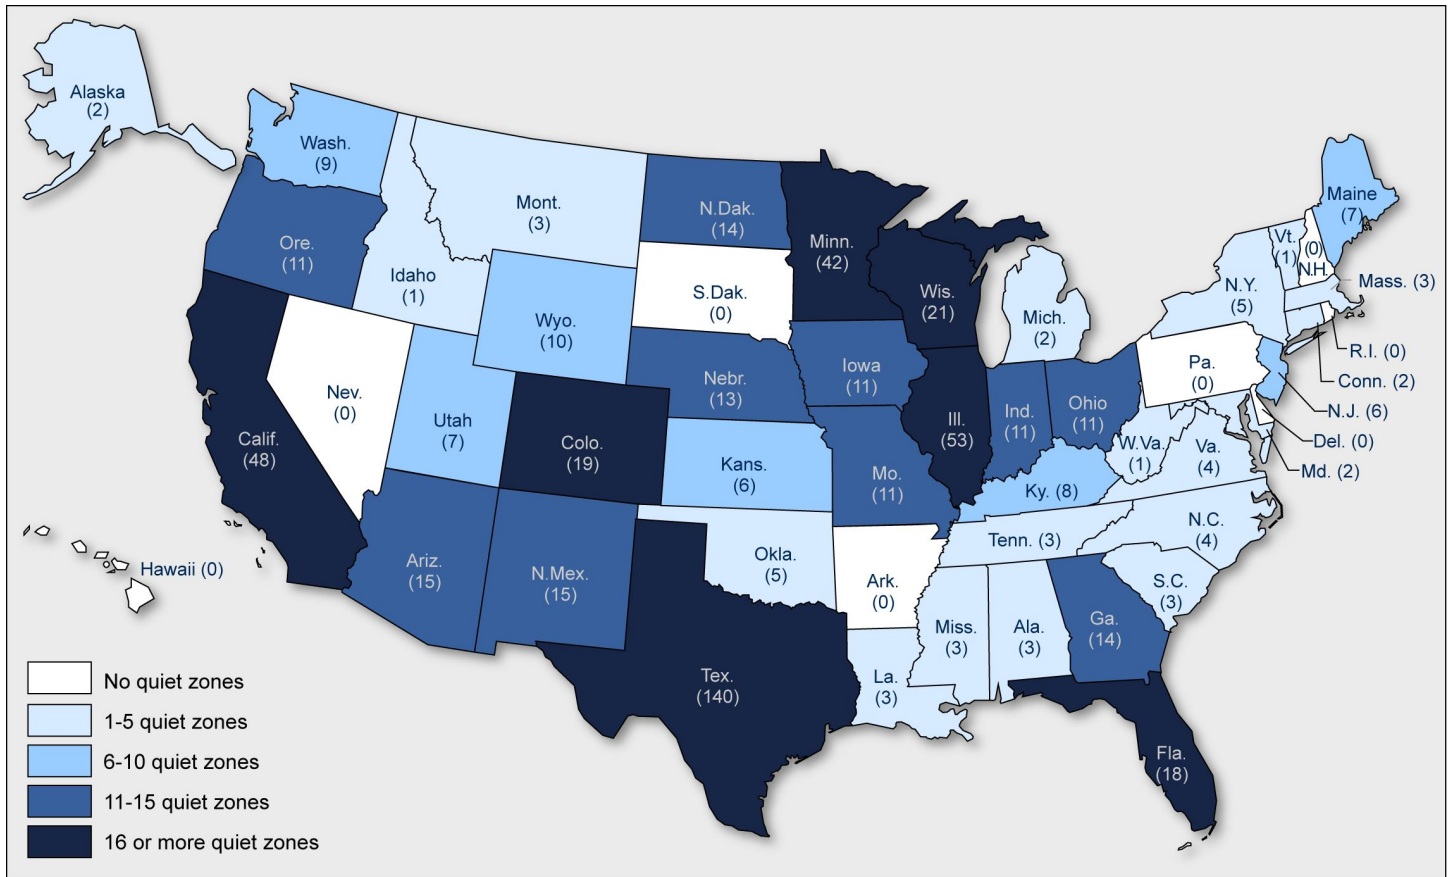 Alaska
(2)
Wash.
(9)
Ore.
(11)
Calif.
(48)
Nev.
(0)
Idaho
(1)
Mont.
(3)
Wyo.
(10)
Utah
(7)
Colo.
(19)
Ariz.
(15)
N.Mex.
(15)
N.Dak.
(14)
S.Dak.
(0)
Nebr.
(13)
Kans.
(6)
Okla.
(5)
Tex.
(140)
Minn.
(42)
Iowa
(11)
Mo.
(11)
Ark.
(0)
La.
(3)
Wis.
(21)
Ill.
(53)
Mich.
(2)
Ind.
(11)
Ohio
(11)
Ky. (8)
Tenn. (3)
Miss.
(3)
Ala.
(3)
Ga.
(14)
Fla.
(18)
S.C.
(3)
N.C.
(4)
Va.
(4)
W.Va.
(1)
Pa.
(0)
N.Y.
(5)
Vt.
(1)
(0)
N.H.
Maine
(7)
Mass. (3)
R.I. (0)
Conn. (2)
N.J. (6)
Del. (0)
Md. (2)
Hawaii (0)
No quiet zones
1-5 quiet zones
6-10 quiet zones
11-15 quiet zones
16 or more quiet zones